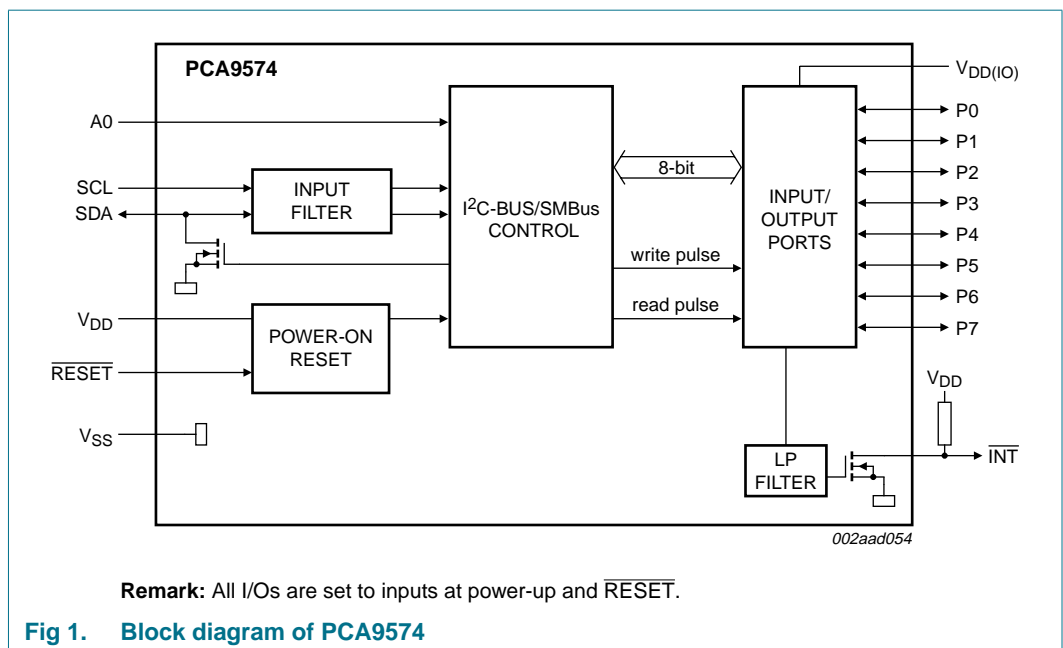 PCA9574
A0
SCL
SDA
VDD
RESET
VSS
INPUT
FILTER
POWER-ON
RESET
I2C-BUS/SMBus
CONTROL
8-bit
write pulse
read pulse
INPUT/
OUTPUT
PORTS
LP
FILTER
VDD(IO)
P0
P1
P2
P3
P4
P5
P6
P7
VDD
INT
002aad054
Remark: All I/Os are set to inputs at power-up and RESET.
Fig 1. Block diagram of PCA9574